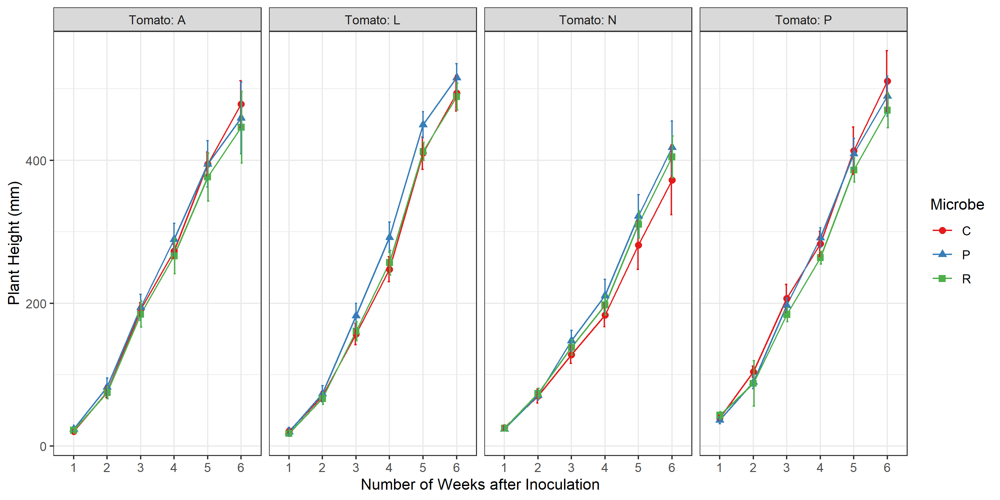 Tomato: A
Tomato: L
Tomato: N
Tomato: P
Plant Height (mm)
400
200
0
1 2 3 4 5 6
1 2 3 4 5 6
1 2 3 4 5 6
1 2 3 4 5 6
Number of Weeks after Inoculation
Microbe
C
P
R